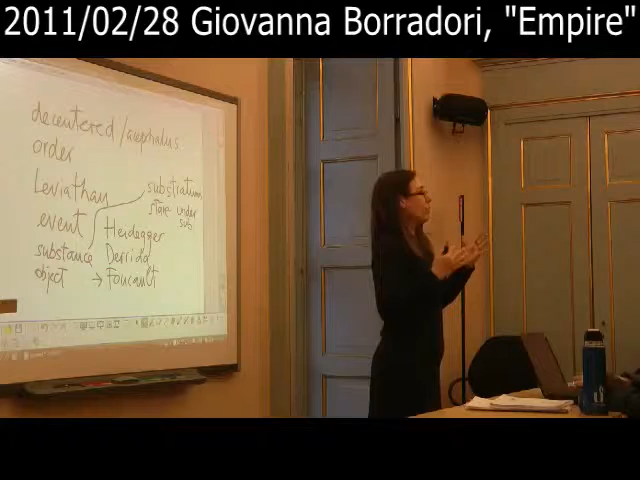 2011/02/28 Giovanna Borradori, "Empire"
decentered/acephalus
order
Leviathan
event
substance
object
substratum
under
sub
Heidegger
Derrida
→ Foucault